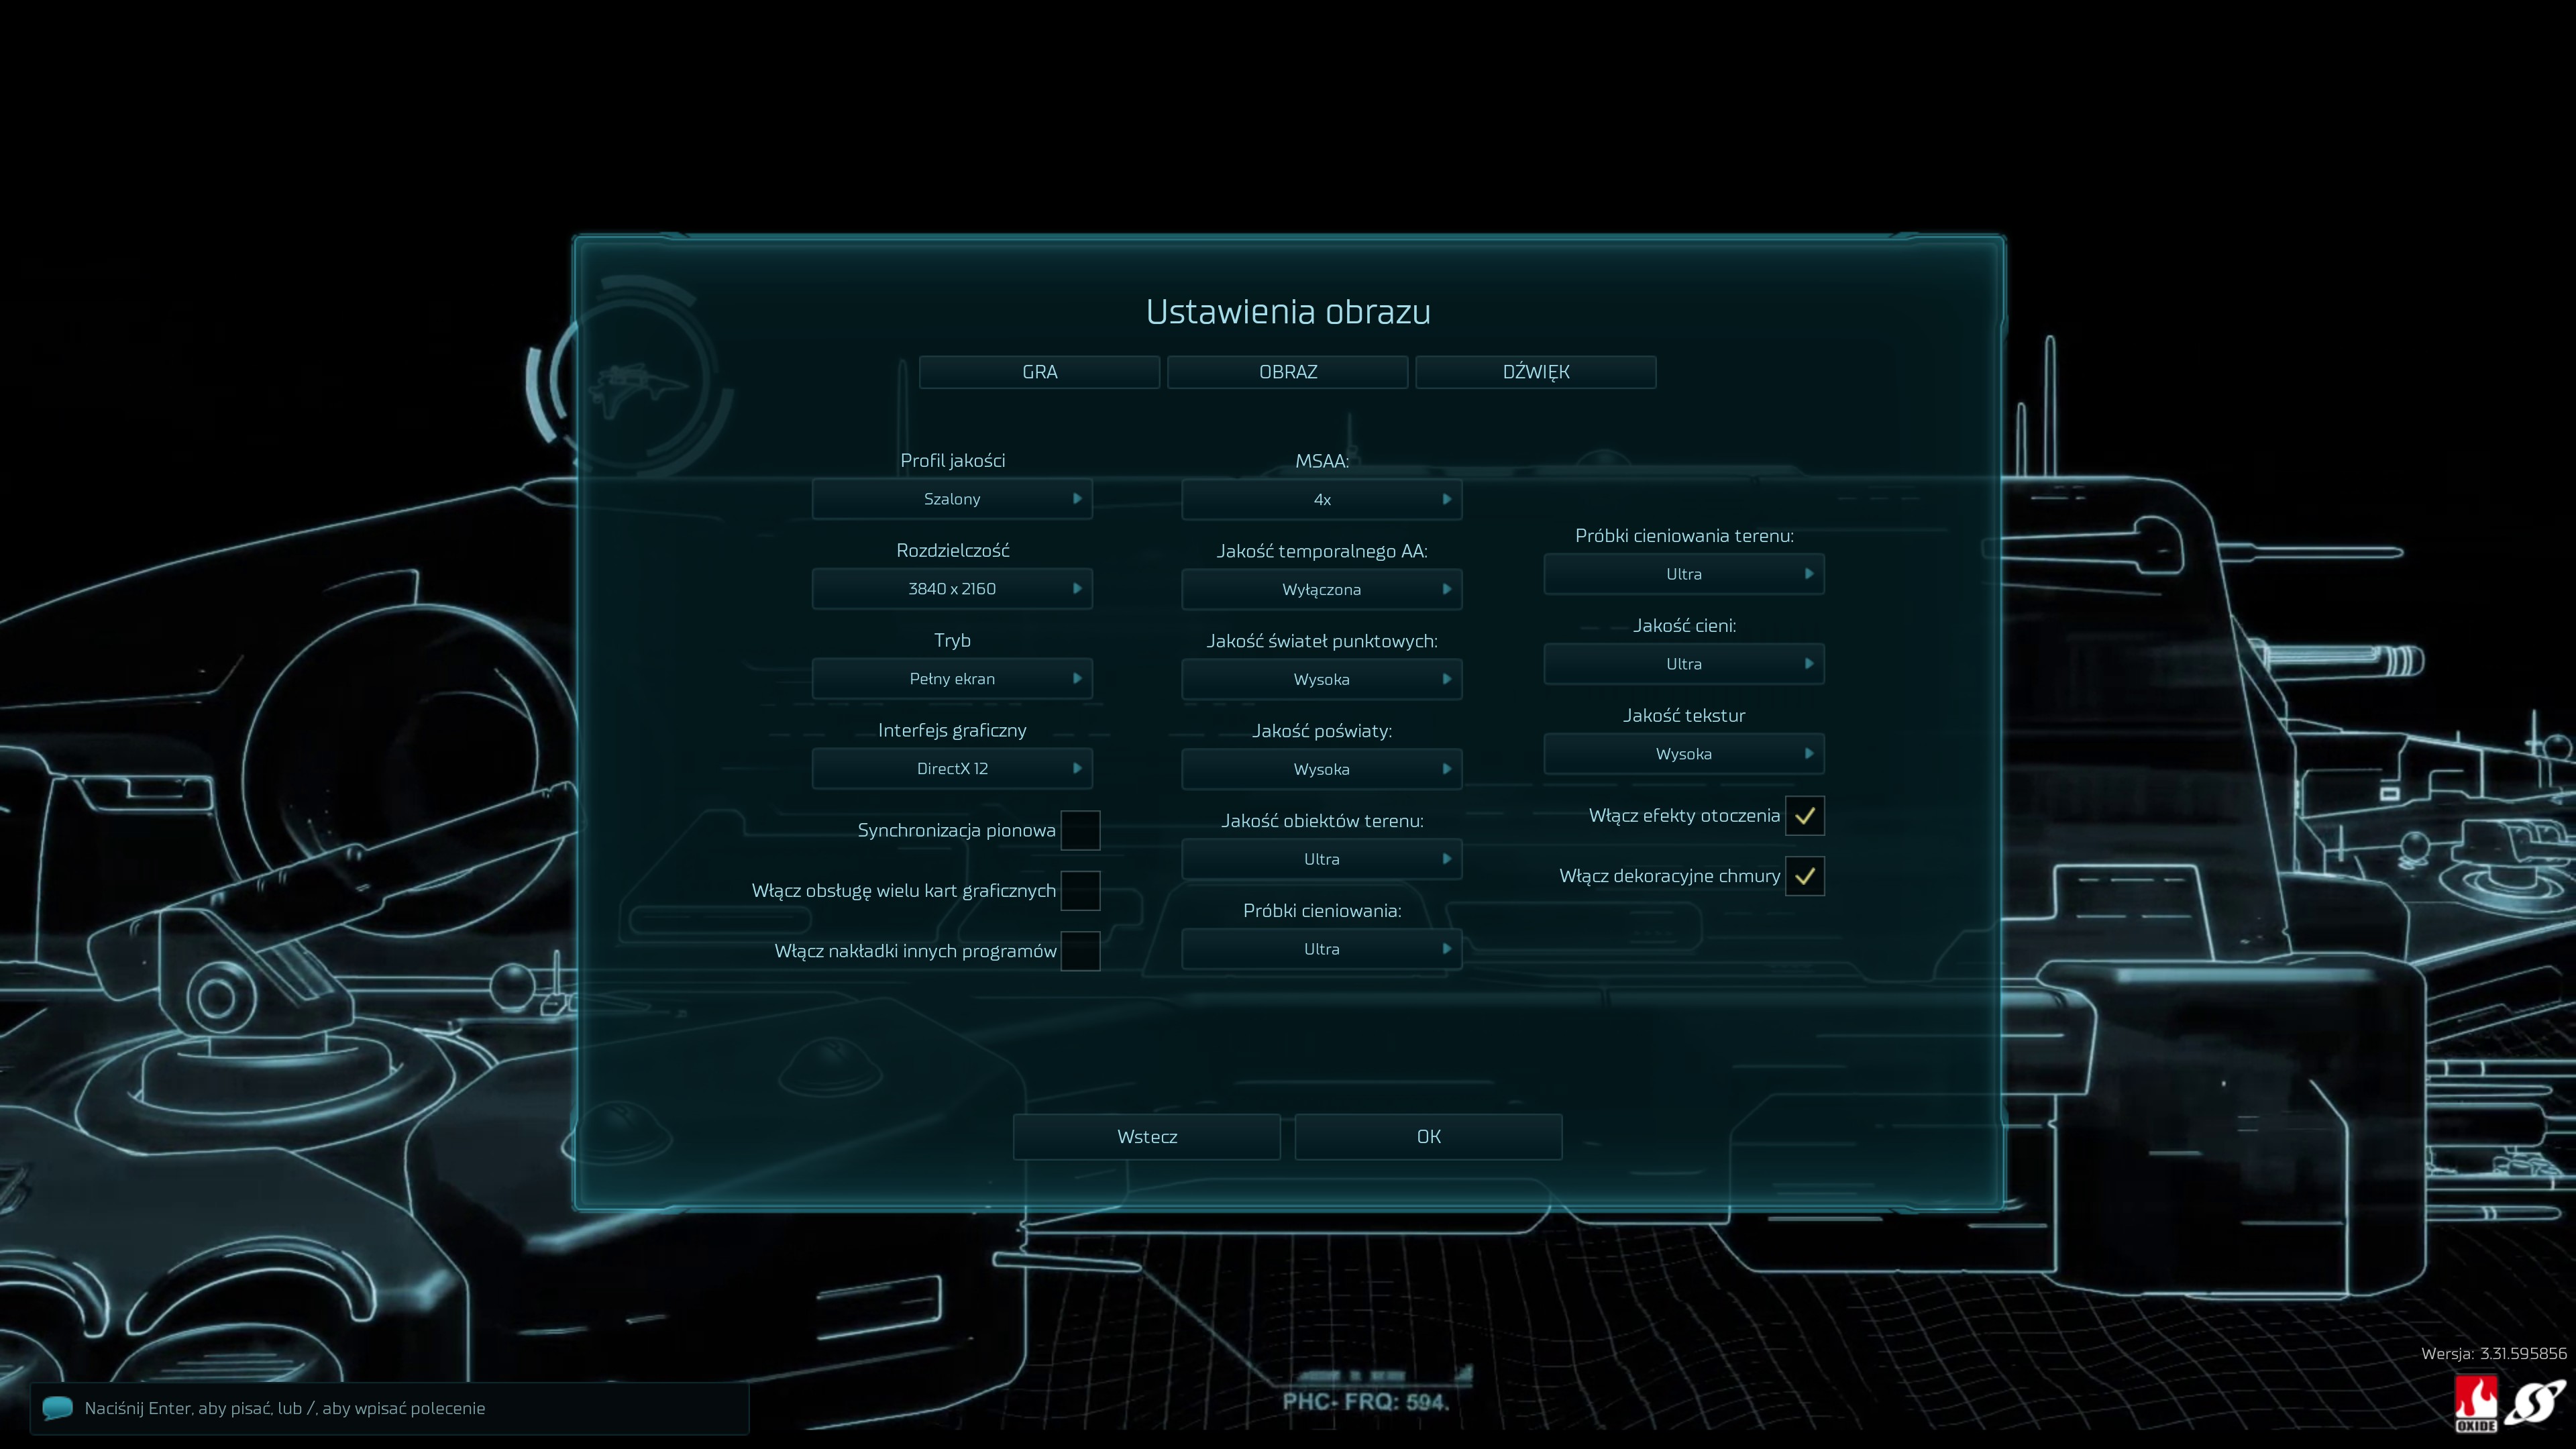 Ustawienia obrazu
GRA
OBRAZ
DŹWIĘK
Profil jakości
Szalony
Rozdzielczość
3840 x 2160
Tryb
Pełny ekran
Interfejs graficzny
DirectX 12
Synchronizacja pionowa
Włącz obsługę wielu kart graficznych
Włącz nakładki innych programów
MSAA:
4x
Jakość temporalnego AA:
Wyłączona
Jakość świateł punktowych:
Wysoka
Jakość poświaty:
Wysoka
Jakość obiektów terenu:
Ultra
Próbki cieniowania:
Ultra
Próbki cieniowania terenu:
Ultra
Jakość cieni:
Ultra
Jakość tekstur
Wysoka
Włącz efekty otoczenia
Włącz dekoracyjne chmury
Wstecz
OK
Wersja: 3.31.595856
PHC- FRQ: 594.
Naciśnij Enter, aby pisać, lub /, aby wpisać polecenie
OXIDE